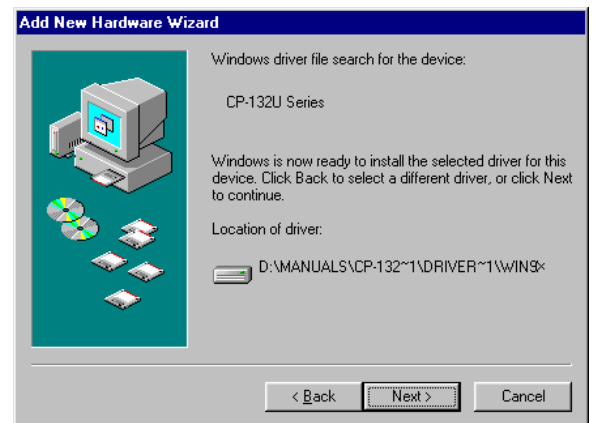 Add New Hardware Wizard
Windows driver file search for the device:
CP-132U Series
Windows is now ready to install the selected driver for this
device. Click Back to select a different driver, or click Next
to continue.
Location of driver:
D:\MANUALS\CP-132~1\DRIVER~1\WIN9×
< Back
Next >
Cancel